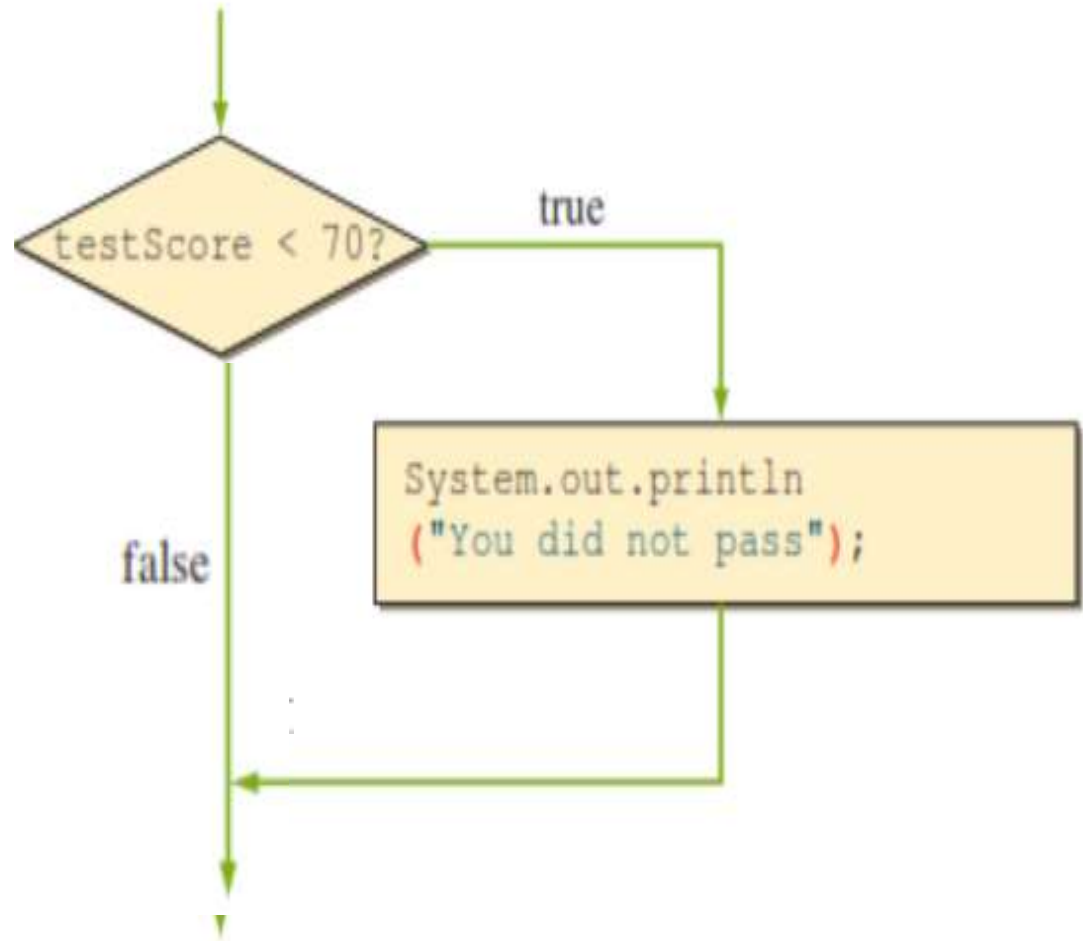 testScore < 70?
true
System.out.println
("You did not pass");
false